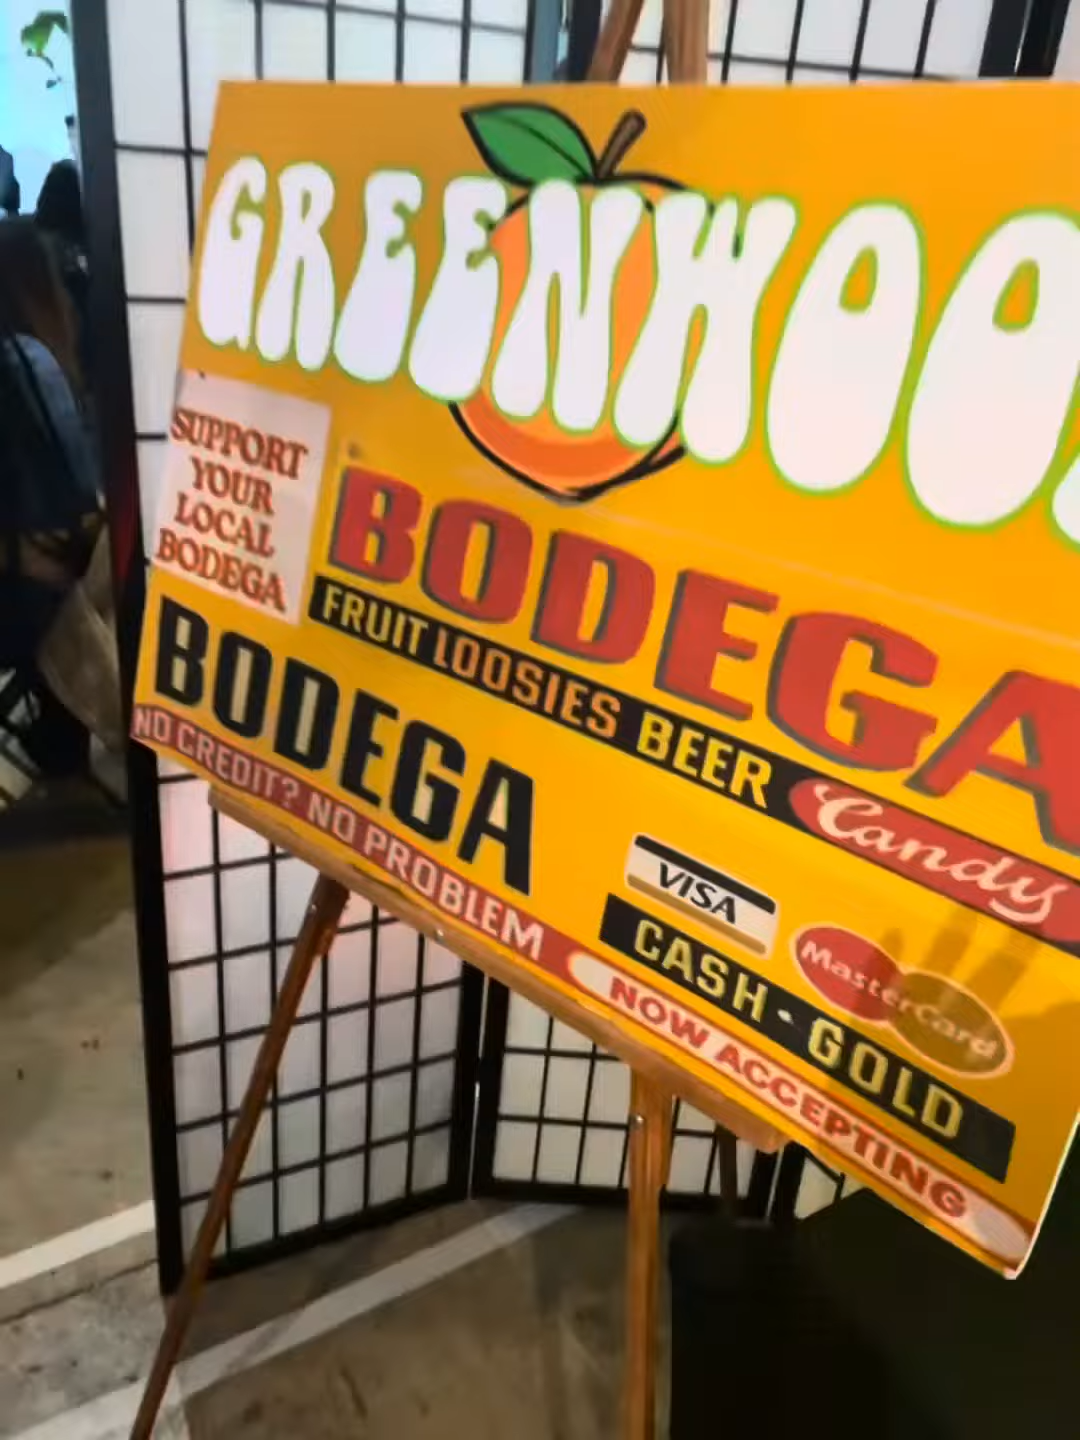 GREENWOO
SUPPORT
YOUR
LOCAL
BODEGA
BODEGA
FRUIT LOOSIES BEER Candy
BODEGA
NO CREDIT? NO PROBLEM
VISA
MasterCard
CASH - GOLD
NOW ACCEPTING